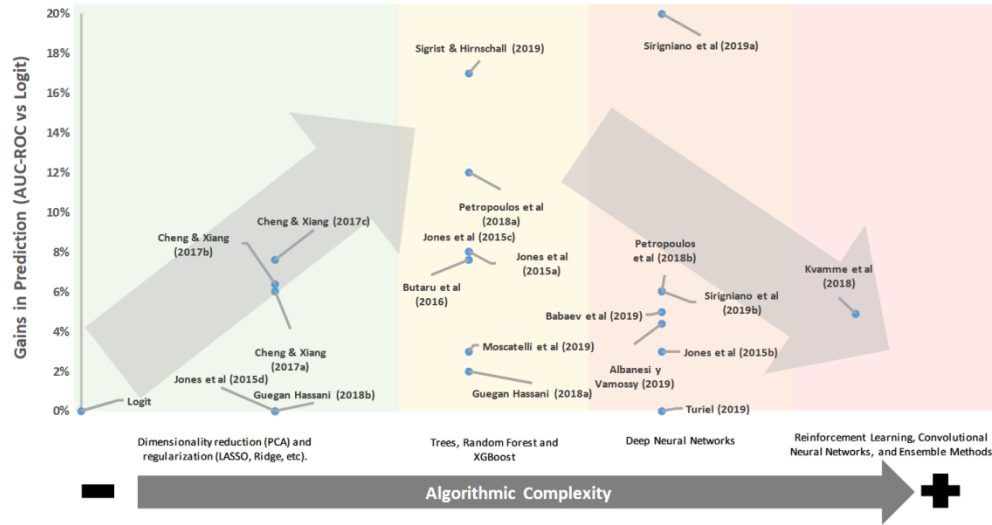 Gains in Prediction (AUC-ROC vs Logit)
20%
18%
16%
14%
12%
10%
8%
6%
4%
2%
0%
Sigrist & Hirnschall (2019)
Sirignano et al (2019a)
Petropoulos et al
(2018a)
Jones et al (2015c)
Jones et al
(2015a)
Butaru et al
(2016)
Cheng & Xiang (2017c)
Cheng & Xiang
(2017b)
Cheng & Xiang
(2017a)
Jones et al (2015d)
Guegan Hassani (2018b)
Logit
Moscatelli et al (2019)
Guegan Hassani (2018a)
Petropoulos
et al (2018b)
Sirignano et al
(2019b)
Babaev et al (2019)
Albanesi y
Vamossy (2019)
Jones et al (2015b)
Turiel (2019)
Kvamme et al
(2018)
Dimensionality reduction (PCA) and
regularization (LASSO, Ridge, etc).
Trees, Random Forest and
XGBoost
Deep Neural Networks
Reinforcement Learning, Convolutional
Neural Networks, and Ensemble Methods
Algorithmic Complexity